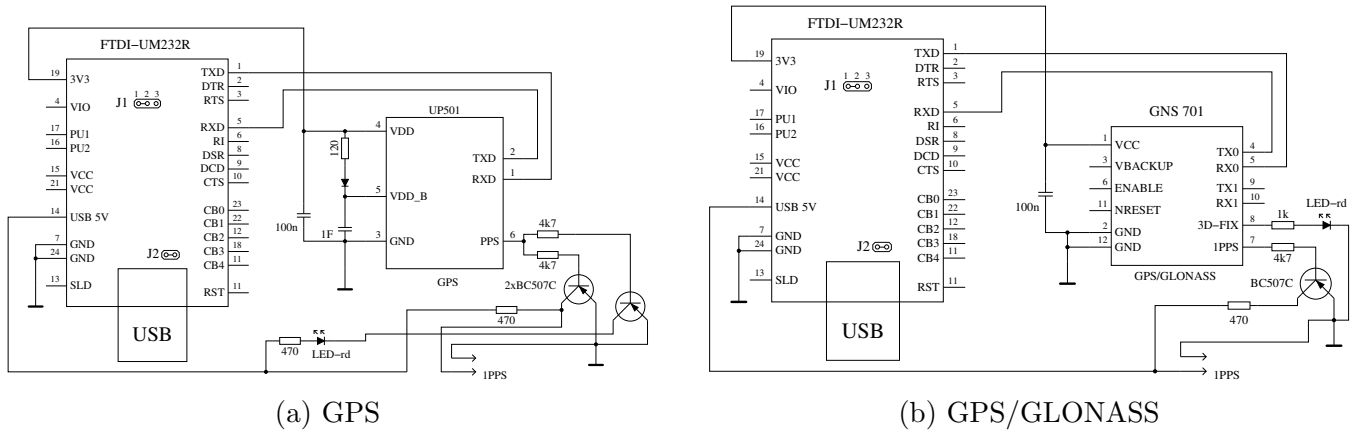 FTDI−UM232R
19 3V3
4 VIO
17 PU1
16 PU2
15 VCC
21 VCC
14 USB 5V
7 GND
24 GND
13 SLD
J1 1 2 3
J2
TXD 1
DTR 2
RTS 3
RXD 5
RI 6
DSR 8
DCD 9
CTS 10
CB0 23
CB1 22
CB2 12
CB3 18
CB4 11
RST 11
USB
100n
120
1F
UP501
4 VDD
5 VDD_B
3 GND
TXD 2
RXD 1
PPS 6
GPS
4k7
4k7
2xBC507C
470
470
LED−rd
1PPS
(a) GPS
FTDI−UM232R
19 3V3
4 VIO
17 PU1
16 PU2
15 VCC
21 VCC
14 USB 5V
7 GND
24 GND
13 SLD
J1 1 2 3
J2
TXD 1
DTR 2
RTS 3
RXD 5
RI 6
DSR 8
DCD 9
CTS 10
CB0 23
CB1 22
CB2 12
CB3 18
CB4 11
RST 11
USB
100n
GNS 701
1 VCC
3 VBACKUP
6 ENABLE
11 NRESET
2 GND
12 GND
TX0 4
RX0 5
TX1 9
RX1 10
3D−FIX 8
1PPS 7
GPS/GLONASS
1k
LED−rd
4k7
BC507C
470
1PPS
(b) GPS/GLONASS